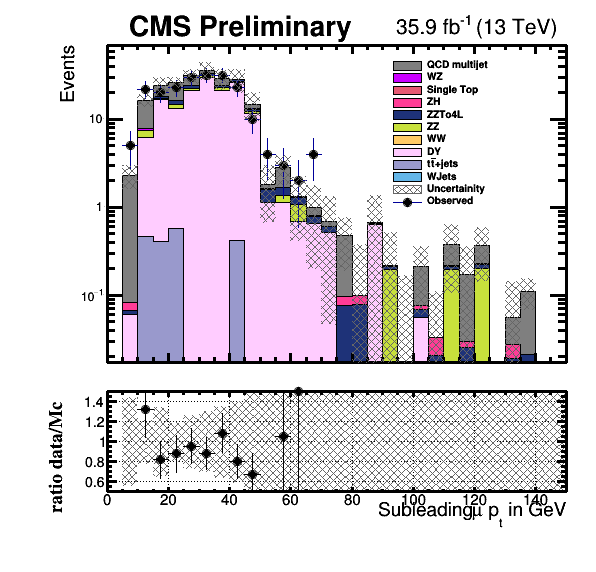 CMS Preliminary
35.9 fb⁻¹ (13 TeV)
Events
10
1
10⁻¹
QCD multijet
WZ
Single Top
ZH
ZZTo4L
ZZ
WW
DY
tt̄+jets
WJets
Uncertainity
Observed
ratio data/Mc
1.4
1.2
1
0.8
0.6
0 20 40 60 80 100 120 140
Subleadingμ pₜ in GeV